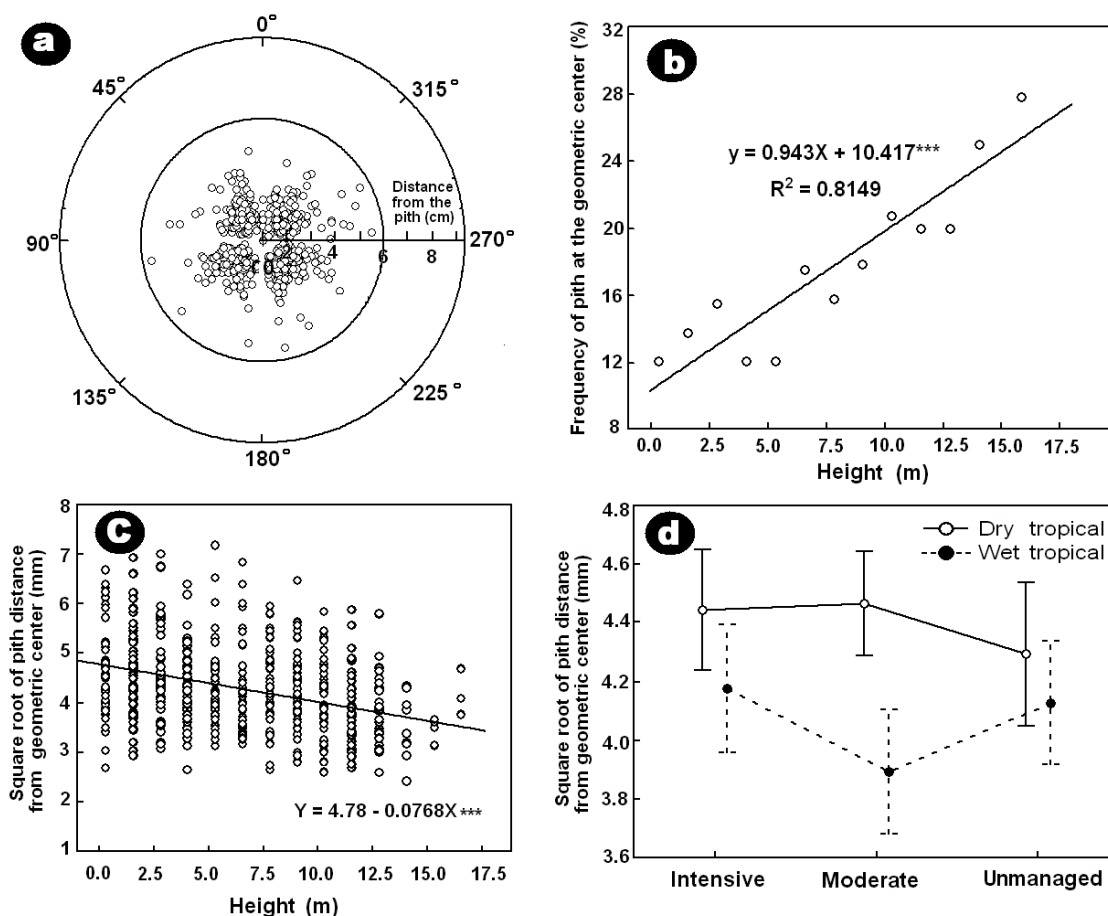 a
0°
45°
315°
Distance
from the
pith (cm)
90°
4 6 8
270°
135°
225°
180°
b
Frequency of pith at the geometric center (%)
28
24
20
16
12
8
y = 0.943X + 10.417***
R² = 0.8149
0.0 2.5 5.0 7.5 10.0 12.5 15.0 17.5
Height (m)
C
Square root of pith distance
from geometric center (mm)
8
7
6
5
4
3
2
1
Y = 4.78 - 0.0768X ***
0.0 2.5 5.0 7.5 10.0 12.5 15.0 17.5
Height (m)
d
Square root of pith distance
from geometric center (mm)
4.8
4.6
4.4
4.2
4.0
3.8
3.6
Dry tropical
Wet tropical
Intensive Moderate Unmanaged